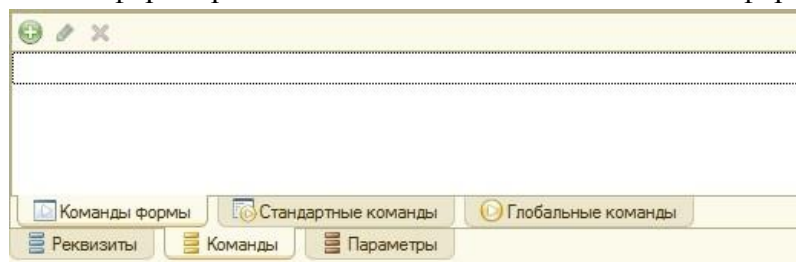 Команды формы Стандартные команды Глобальные команды
Реквизиты Команды Параметры